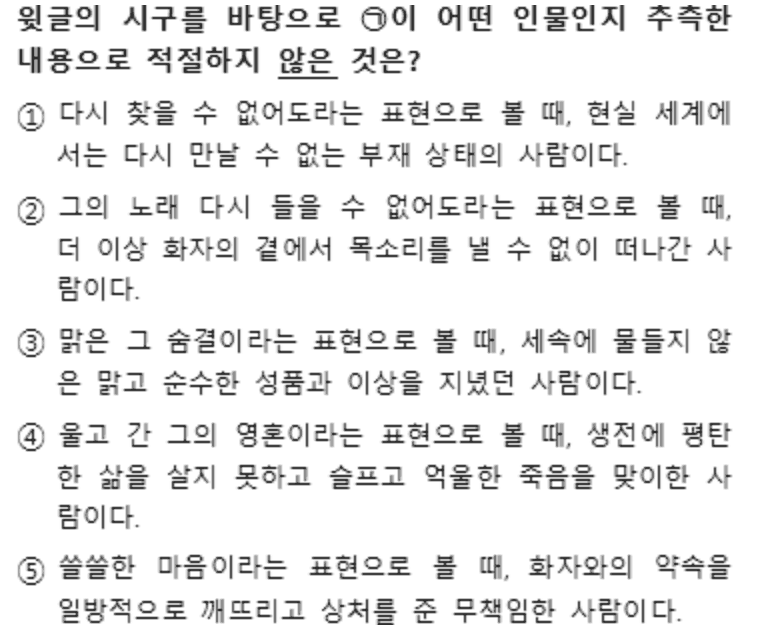 윗글의 시구를 바탕으로 ㉠이 어떤 인물인지 추측한
내용으로 적절하지 않은 것은?
① 다시 찾을 수 없어도라는 표현으로 볼 때, 현실 세계에
서는 다시 만날 수 없는 부재 상태의 사람이다.
② 그의 노래 다시 들을 수 없어도라는 표현으로 볼 때,
더 이상 화자의 곁에서 목소리를 낼 수 없이 떠나간 사
람이다.
③ 맑은 그 숨결이라는 표현으로 볼 때, 세속에 물들지 않
은 맑고 순수한 성품과 이상을 지녔던 사람이다.
④ 울고 간 그의 영혼이라는 표현으로 볼 때, 생전에 평탄
한 삶을 살지 못하고 슬프고 억울한 죽음을 맞이한 사
람이다.
⑤ 쓸쓸한 마음이라는 표현으로 볼 때, 화자와의 약속을
일방적으로 깨뜨리고 상처를 준 무책임한 사람이다.